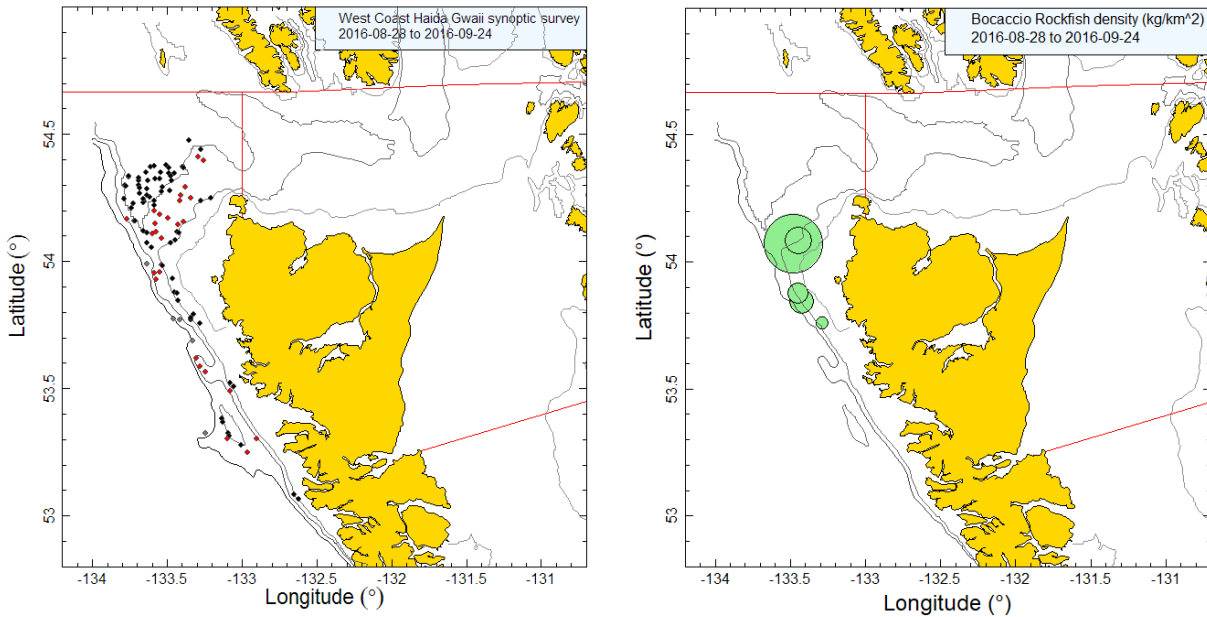 West Coast Haida Gwaii synoptic survey
2016-08-28 to 2016-09-24
54.5
54
53.5
53
Latitude (°)
-134
-133.5
-133
-132.5
-132
-131.5
-131
Longitude (°)
Bocaccio Rockfish density (kg/km^2)
2016-08-28 to 2016-09-24
54.5
54
53.5
53
Latitude (°)
-134
-133.5
-133
-132.5
-132
-131.5
-131
Longitude (°)